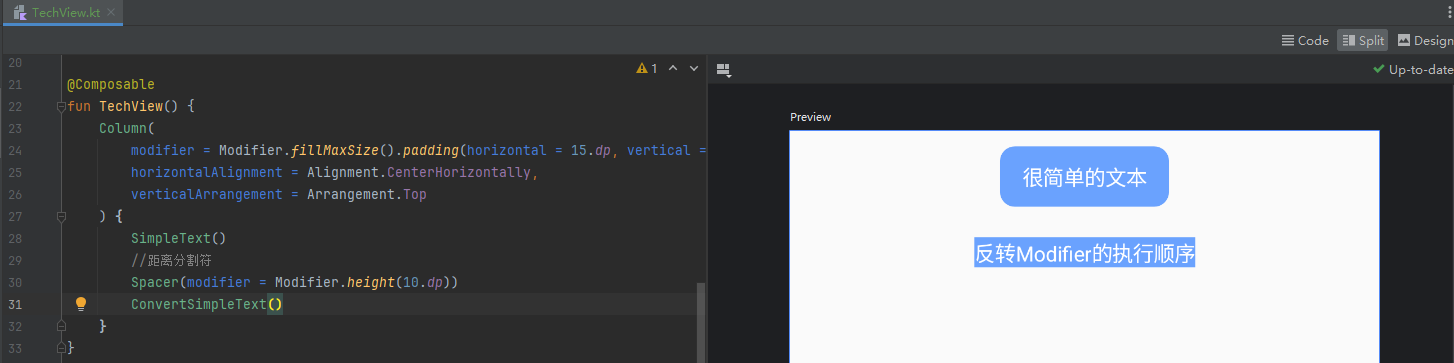 TechView.kt
Code Split Design
1
Up-to-date
20
21 @Composable
22 fun TechView() {
23 Column(
24 modifier = Modifier.fillMaxSize().padding(horizontal = 15.dp, vertical =
25 horizontalAlignment = Alignment.CenterHorizontally,
26 verticalArrangement = Arrangement.Top
27 ) {
28 SimpleText()
29 //距离分割符
30 Spacer(modifier = Modifier.height(10.dp))
31 ConvertSimpleText()
32 }
33 }
Preview
很简单的文本
反转Modifier的执行顺序